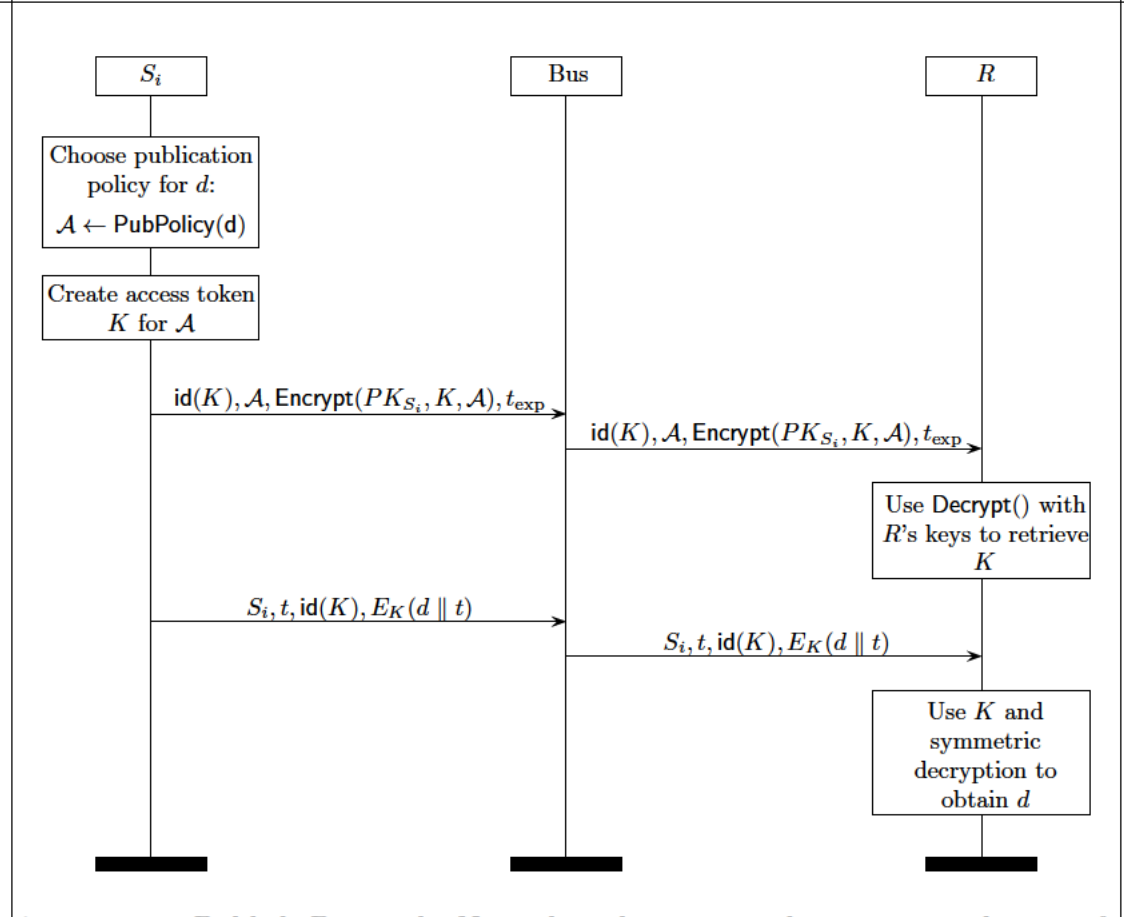 S_i
Bus
R
Choose publication
policy for d:
𝒜 ← PubPolicy(d)
Create access token
K for 𝒜
id(K), 𝒜, Encrypt(PK_{S_i}, K, 𝒜), t_exp
id(K), 𝒜, Encrypt(PK_{S_i}, K, 𝒜), t_exp
Use Decrypt() with
R's keys to retrieve
K
S_i, t, id(K), E_K(d ∥ t)
S_i, t, id(K), E_K(d ∥ t)
Use K and
symmetric
decryption to
obtain d